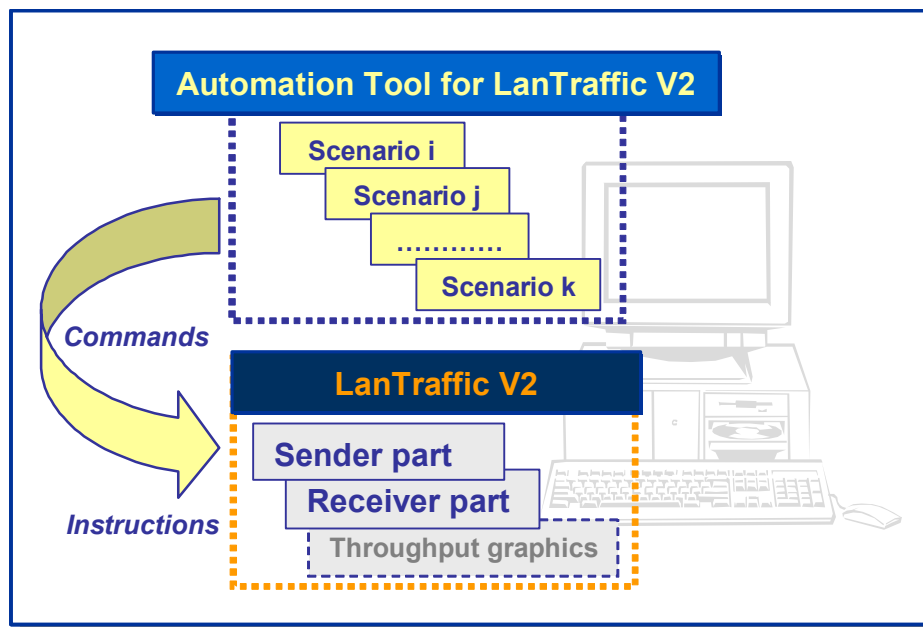 Automation Tool for LanTraffic V2
Scenario i
Scenario j
............
Scenario k
Commands
LanTraffic V2
Sender part
Receiver part
Instructions
Throughput graphics